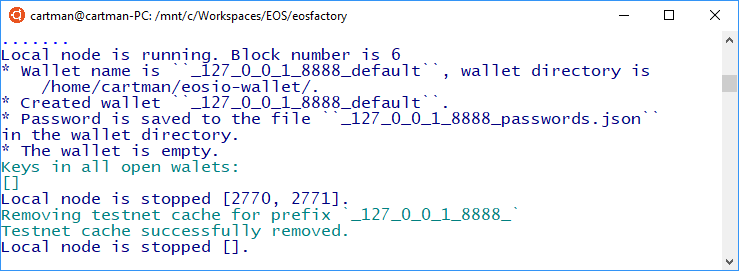 cartman@cartman-PC: /mnt/c/Workspaces/EOS/eosfactory
.......
Local node is running. Block number is 6
* Wallet name is ``_127_0_0_1_8888_default``, wallet directory is
/home/cartman/eosio-wallet/.
* Created wallet ``_127_0_0_1_8888_default``.
* Password is saved to the file ``_127_0_0_1_8888_passwords.json``
in the wallet directory.
* The wallet is empty.
Keys in all open walets:
[]
Local node is stopped [2770, 2771].
Removing testnet cache for prefix `_127_0_0_1_8888_`
Testnet cache successfully removed.
Local node is stopped [].